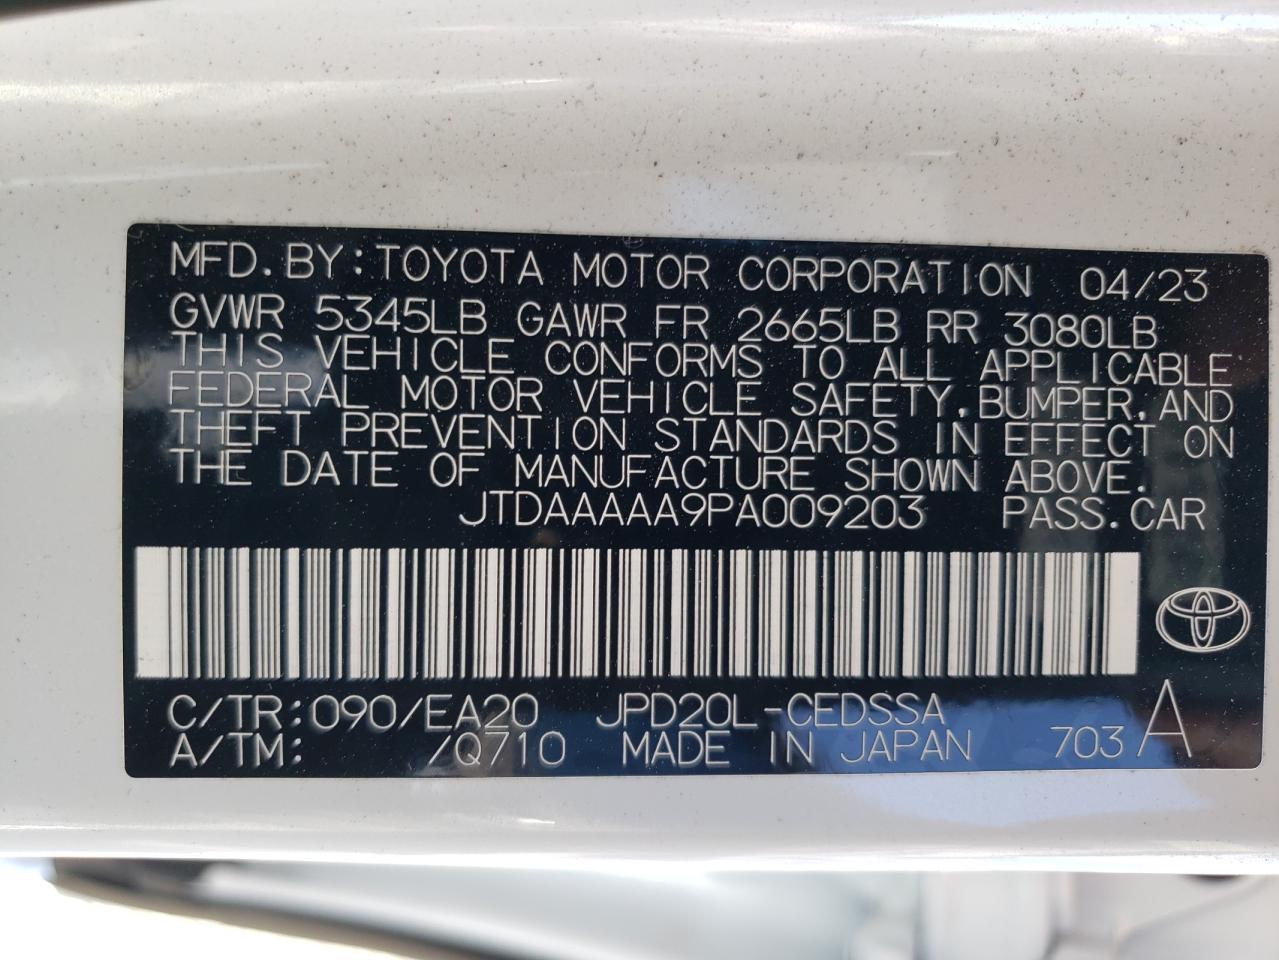 MFD.BY:TOYOTA MOTOR CORPORATION 04/23
GVWR 5345LB GAWR FR 2665LB RR 3080LB
THIS VEHICLE CONFORMS TO ALL APPLICABLE
FEDERAL MOTOR VEHICLE SAFETY,BUMPER,AND
THEFT PREVENTION STANDARDS IN EFFECT ON
THE DATE OF MANUFACTURE SHOWN ABOVE.
JTDAAAAA9PA009203 PASS.CAR
C/TR:090/EA20 JPD20L-CEDSSA
A/TM: /Q710 MADE IN JAPAN 703 A